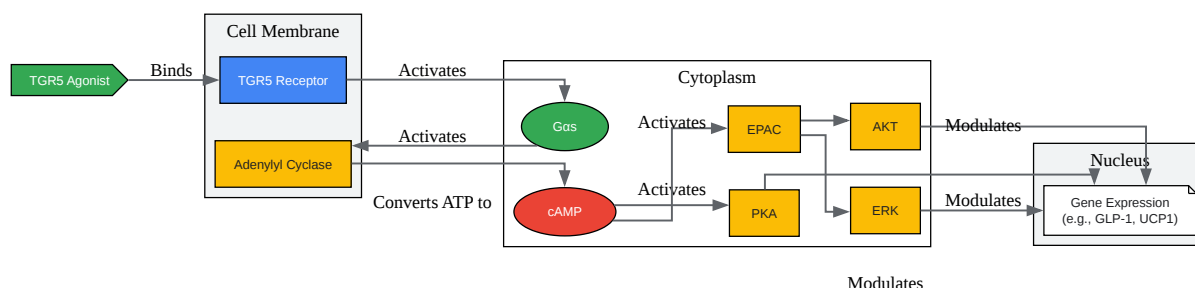 Cell Membrane
TGR5 Agonist
Binds
TGR5 Receptor
Activates
Adenylyl Cyclase
Activates
Converts ATP to
Cytoplasm
Gαs
cAMP
Activates
Activates
EPAC
PKA
AKT
ERK
Modulates
Modulates
Modulates
Nucleus
Gene Expression
(e.g., GLP-1, UCP1)